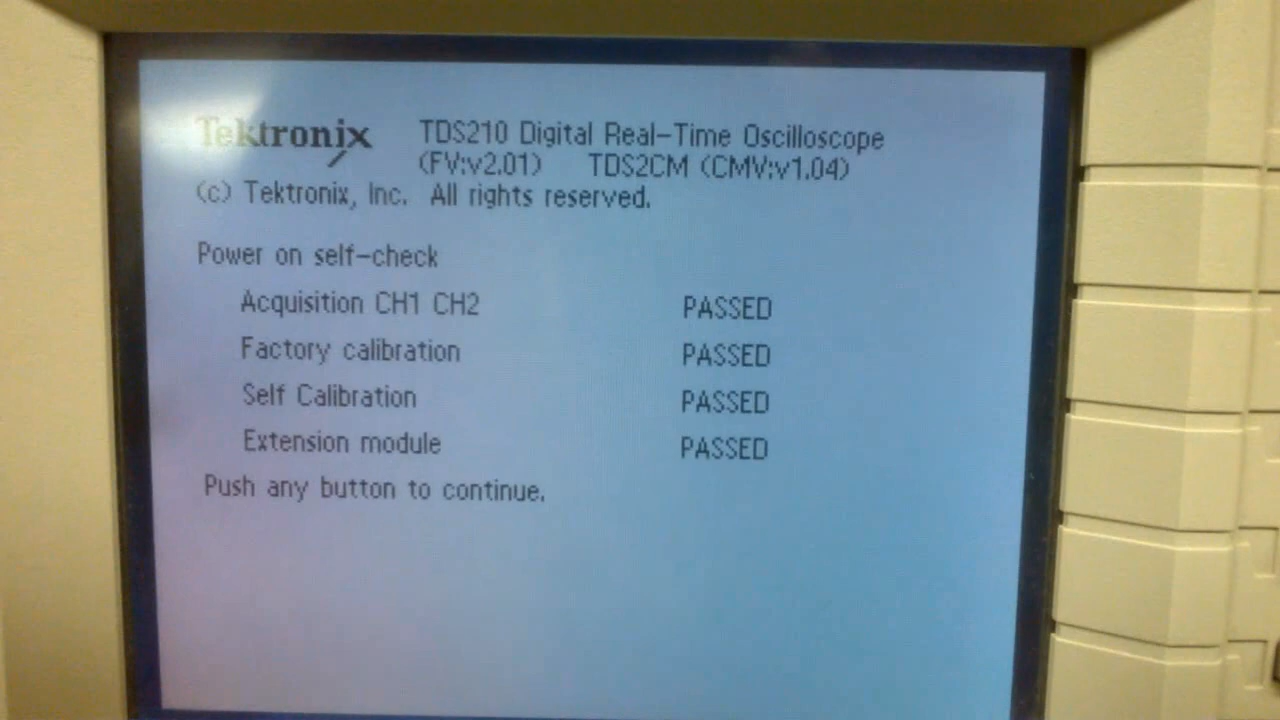 Tektronix TDS210 Digital Real-Time Oscilloscope
(FV:v2.01) TDS2CM (CMV:v1.04)
(c) Tektronix, Inc. All rights reserved.
Power on self-check
Acquisition CH1 CH2 PASSED
Factory calibration PASSED
Self Calibration PASSED
Extension module PASSED
Push any button to continue.